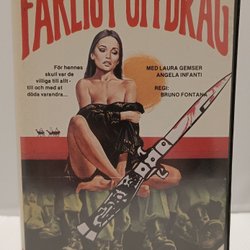 FARLIGT UPPDRAG
För hennes
skull var de
villiga till allt -
till och med at
döda varandra...
MED LAURA GEMSER
ANGELA INFANTI
REGI:
BRUNO FONTANA